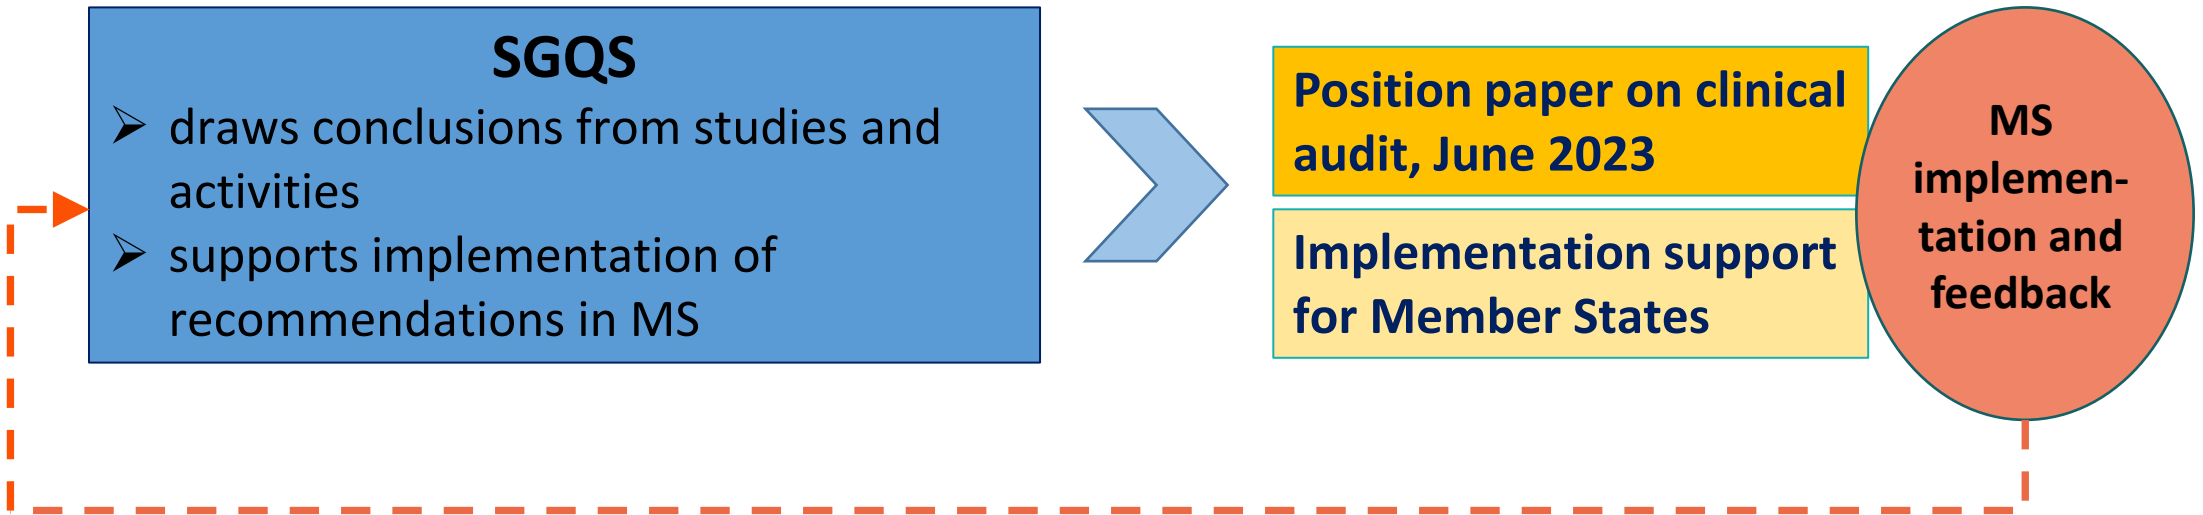 SGQS
➢ draws conclusions from studies and
activities
➢ supports implementation of
recommendations in MS
Position paper on clinical
audit, June 2023
Implementation support
for Member States
MS
implemen-
tation and
feedback